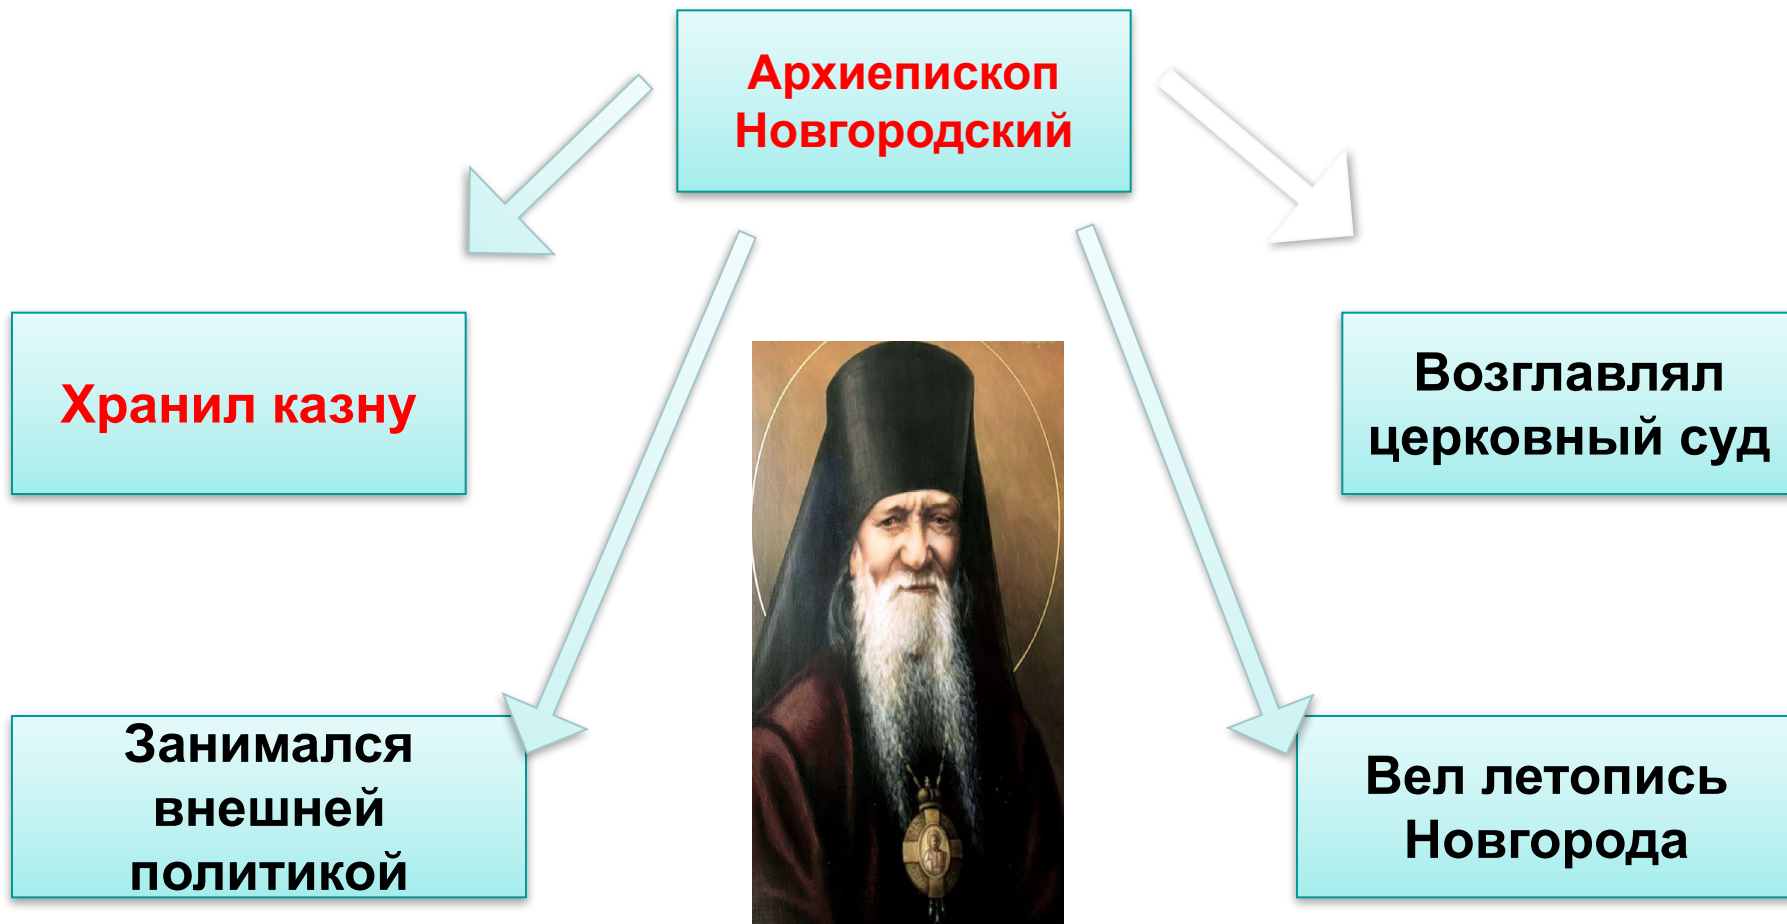 Архиепископ
Новгородский
Хранил казну
Возглавлял
церковный суд
Занимался
внешней
политикой
Вел летопись
Новгорода